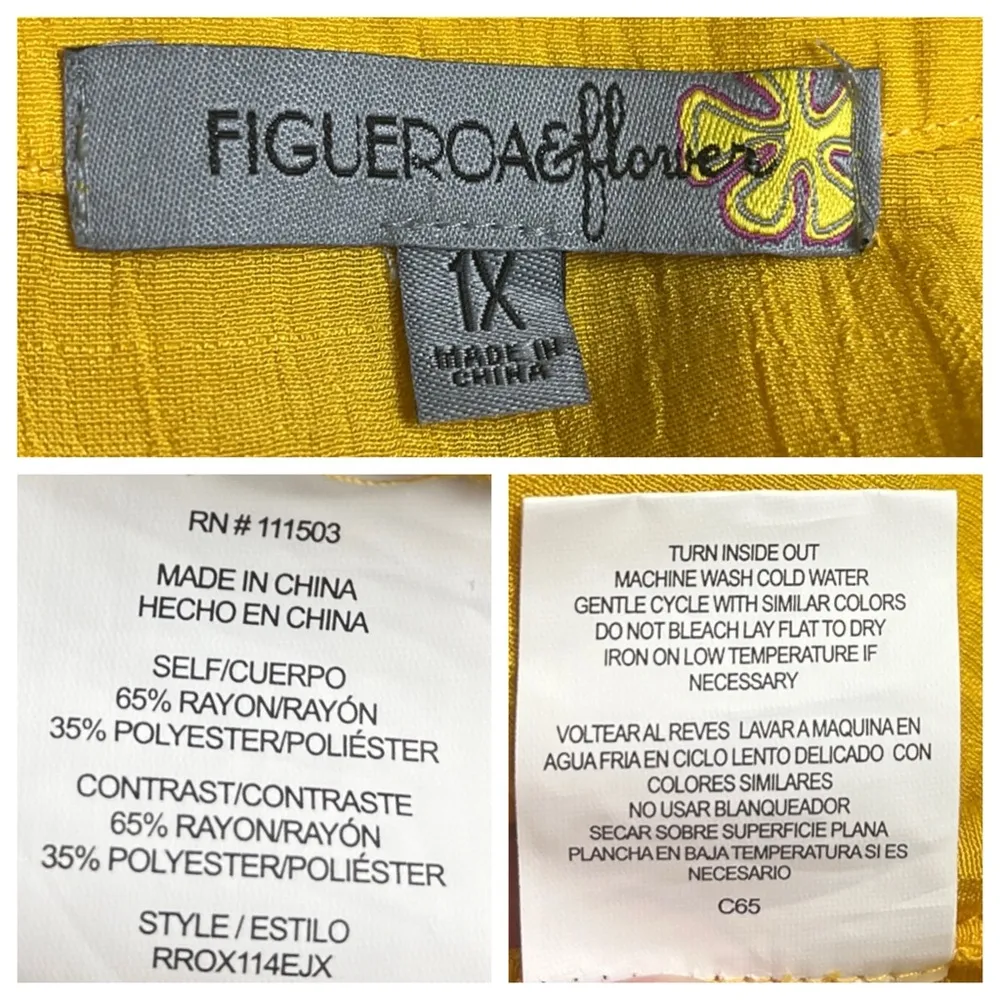 FIGUEROA&flower
1X
MADE IN
CHINA
RN # 111503
MADE IN CHINA
HECHO EN CHINA
SELF/CUERPO
65% RAYON/RAYÓN
35% POLYESTER/POLIÉSTER
CONTRAST/CONTRASTE
65% RAYON/RAYÓN
35% POLYESTER/POLIÉSTER
STYLE / ESTILO
RROX114EJX
TURN INSIDE OUT
MACHINE WASH COLD WATER
GENTLE CYCLE WITH SIMILAR COLORS
DO NOT BLEACH LAY FLAT TO DRY
IRON ON LOW TEMPERATURE IF
NECESSARY
VOLTEAR AL REVES LAVAR A MAQUINA EN
AGUA FRIA EN CICLO LENTO DELICADO CON
COLORES SIMILARES
NO USAR BLANQUEADOR
SECAR SOBRE SUPERFICIE PLANA
PLANCHA EN BAJA TEMPERATURA SI ES
NECESARIO
C65